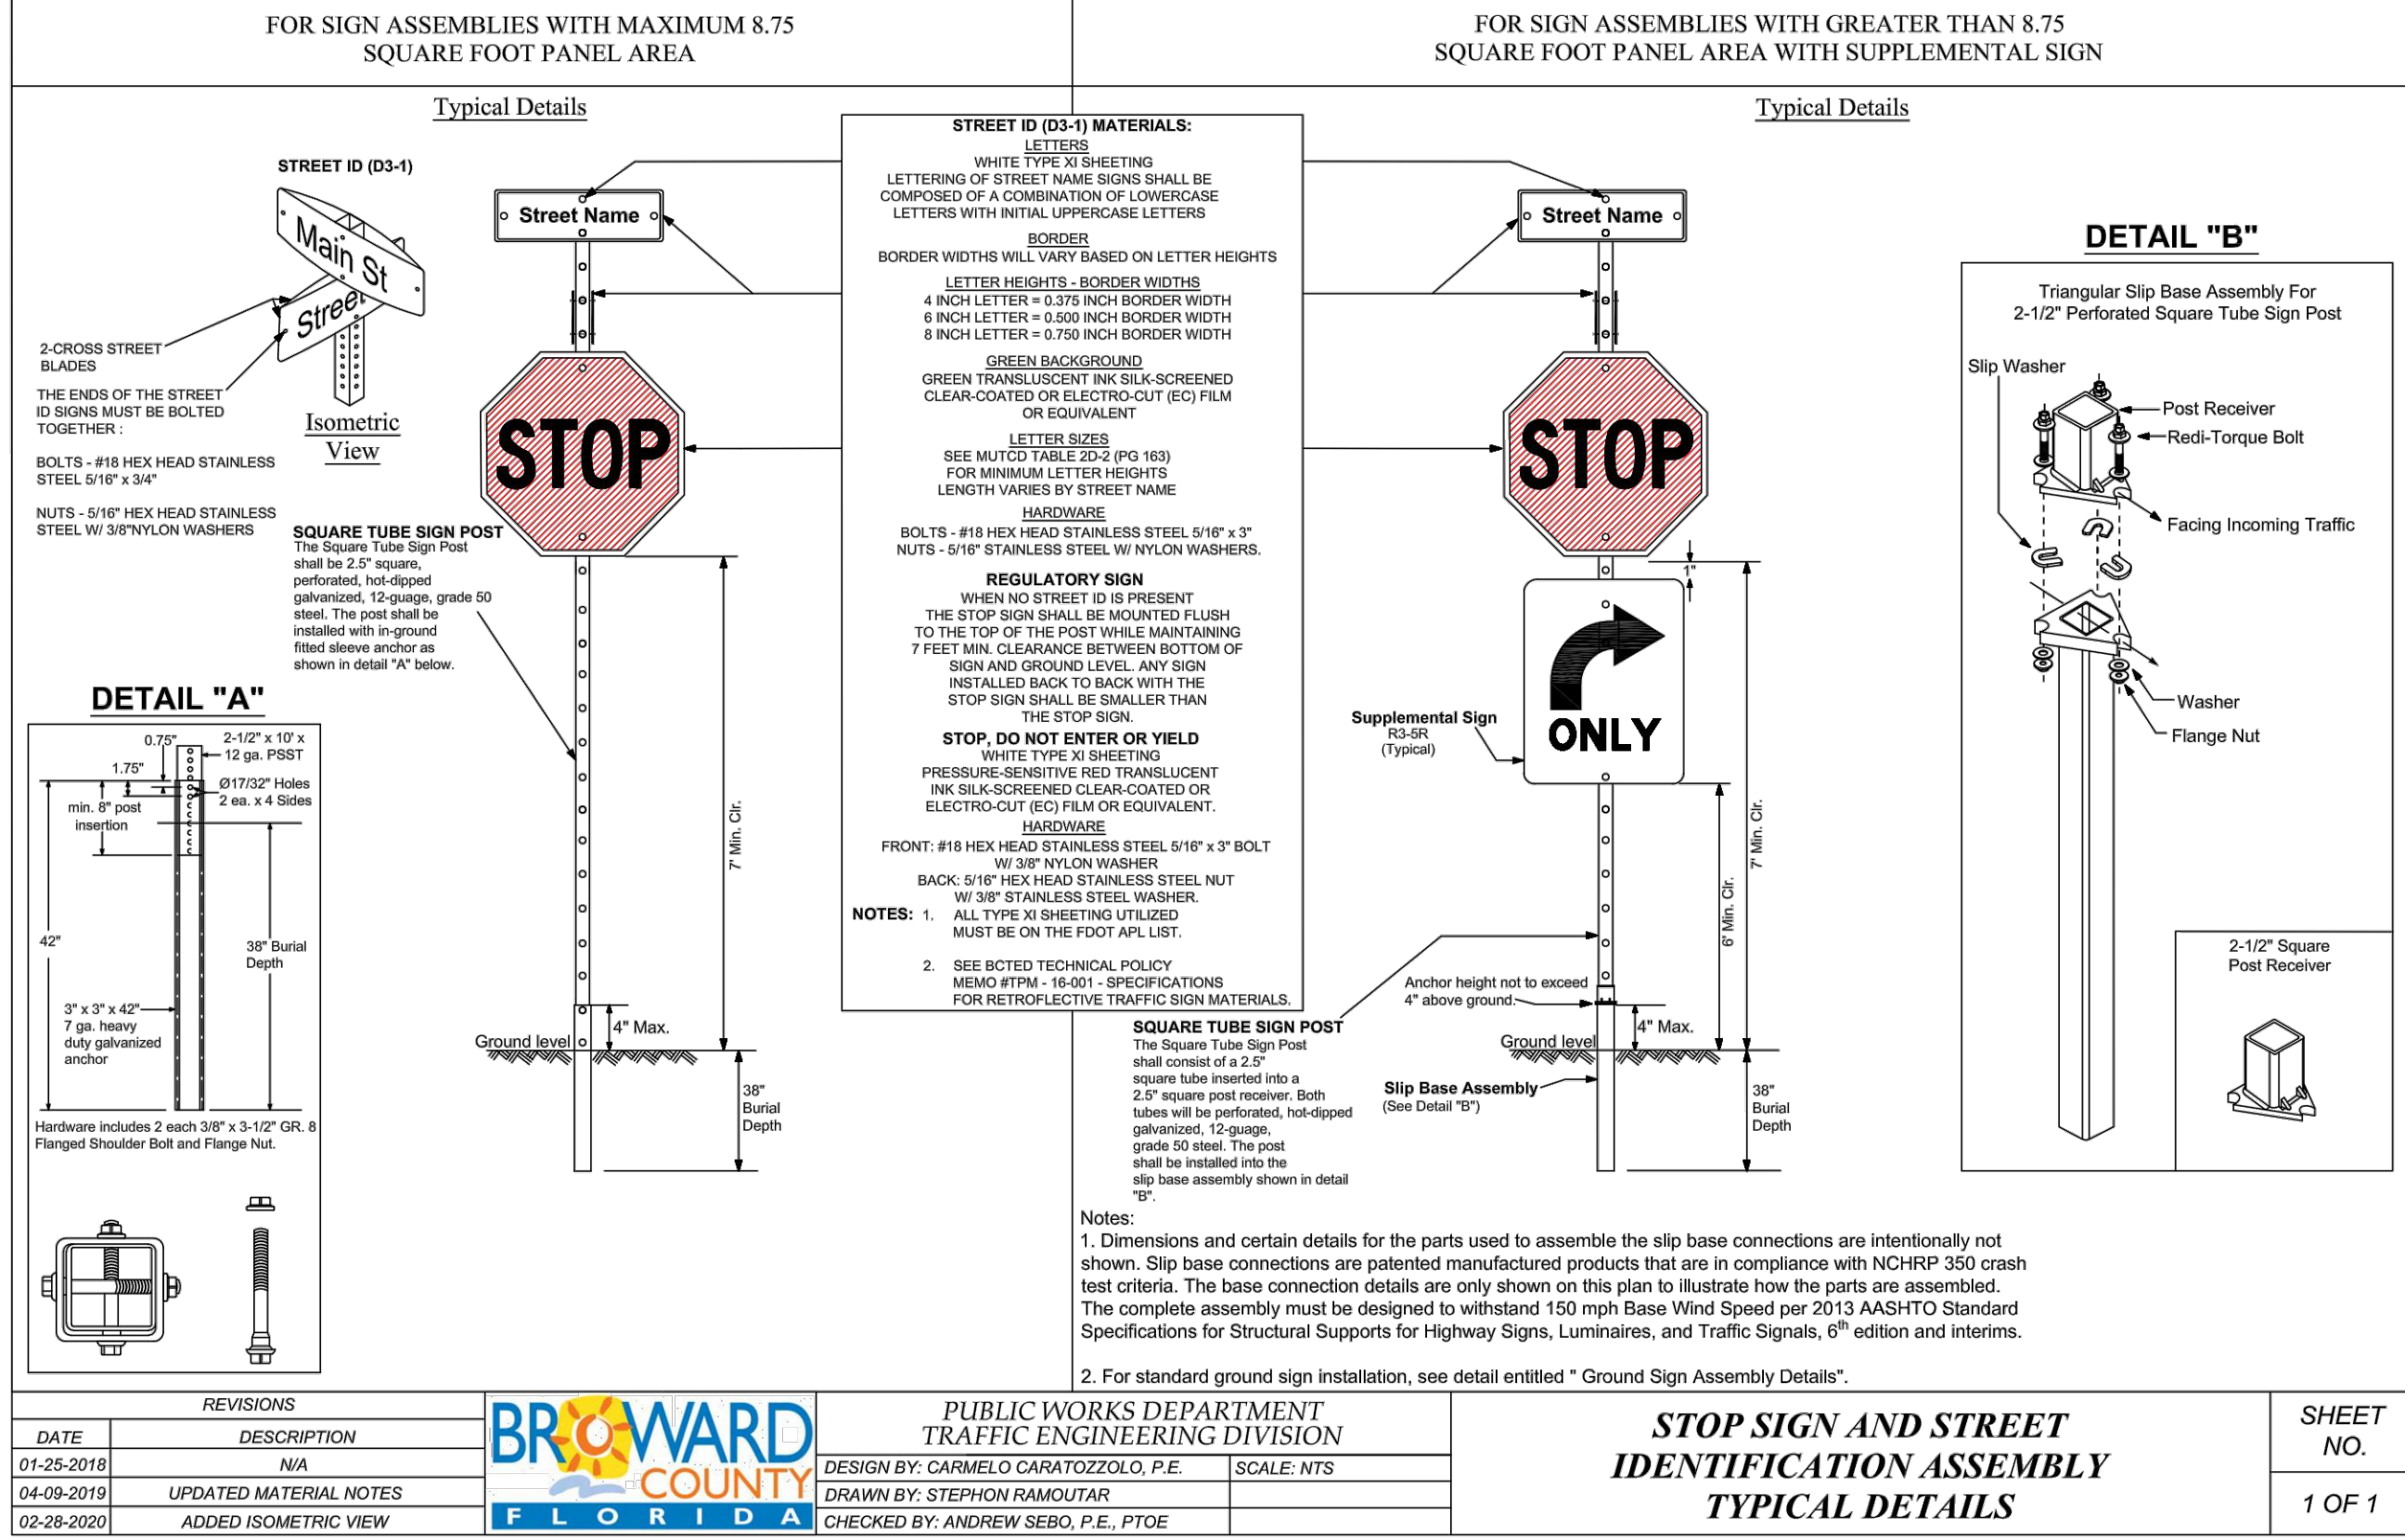 FOR SIGN ASSEMBLIES WITH MAXIMUM 8.75
SQUARE FOOT PANEL AREA
FOR SIGN ASSEMBLIES WITH GREATER THAN 8.75
SQUARE FOOT PANEL AREA WITH SUPPLEMENTAL SIGN
Typical Details
STREET ID (D3-1)
Main St
Street
2-CROSS STREET
BLADES
THE ENDS OF THE STREET
ID SIGNS MUST BE BOLTED
TOGETHER :
BOLTS - #18 HEX HEAD STAINLESS
STEEL 5/16" x 3/4"
NUTS - 5/16" HEX HEAD STAINLESS
STEEL W/ 3/8"NYLON WASHERS
Isometric
View
Street Name
STOP
SQUARE TUBE SIGN POST
The Square Tube Sign Post
shall be 2.5" square,
perforated, hot-dipped
galvanized, 12-guage, grade 50
steel. The post shall be
installed with in-ground
fitted sleeve anchor as
shown in detail "A" below.
7' Min. Clr.
4" Max.
Ground level
38"
Burial
Depth
DETAIL "A"
0.75"
2-1/2" x 10' x
12 ga. PSST
1.75"
Ø17/32" Holes
2 ea. x 4 Sides
min. 8" post
insertion
42"
38" Burial
Depth
3" x 3" x 42"
7 ga. heavy
duty galvanized
anchor
Hardware includes 2 each 3/8" x 3-1/2" GR. 8
Flanged Shoulder Bolt and Flange Nut.
STREET ID (D3-1) MATERIALS:
LETTERS
WHITE TYPE XI SHEETING
LETTERING OF STREET NAME SIGNS SHALL BE
COMPOSED OF A COMBINATION OF LOWERCASE
LETTERS WITH INITIAL UPPERCASE LETTERS
BORDER
BORDER WIDTHS WILL VARY BASED ON LETTER HEIGHTS
LETTER HEIGHTS - BORDER WIDTHS
4 INCH LETTER = 0.375 INCH BORDER WIDTH
6 INCH LETTER = 0.500 INCH BORDER WIDTH
8 INCH LETTER = 0.750 INCH BORDER WIDTH
GREEN BACKGROUND
GREEN TRANSLUSCENT INK SILK-SCREENED
CLEAR-COATED OR ELECTRO-CUT (EC) FILM
OR EQUIVALENT
LETTER SIZES
SEE MUTCD TABLE 2D-2 (PG 163)
FOR MINIMUM LETTER HEIGHTS
LENGTH VARIES BY STREET NAME
HARDWARE
BOLTS - #18 HEX HEAD STAINLESS STEEL 5/16" x 3"
NUTS - 5/16" STAINLESS STEEL W/ NYLON WASHERS.
REGULATORY SIGN
WHEN NO STREET ID IS PRESENT
THE STOP SIGN SHALL BE MOUNTED FLUSH
TO THE TOP OF THE POST WHILE MAINTAINING
7 FEET MIN. CLEARANCE BETWEEN BOTTOM OF
SIGN AND GROUND LEVEL. ANY SIGN
INSTALLED BACK TO BACK WITH THE
STOP SIGN SHALL BE SMALLER THAN
THE STOP SIGN.
STOP, DO NOT ENTER OR YIELD
WHITE TYPE XI SHEETING
PRESSURE-SENSITIVE RED TRANSLUCENT
INK SILK-SCREENED CLEAR-COATED OR
ELECTRO-CUT (EC) FILM OR EQUIVALENT.
HARDWARE
FRONT: #18 HEX HEAD STAINLESS STEEL 5/16" x 3" BOLT
W/ 3/8" NYLON WASHER
BACK: 5/16" HEX HEAD STAINLESS STEEL NUT
W/ 3/8" STAINLESS STEEL WASHER.
NOTES: 1. ALL TYPE XI SHEETING UTILIZED
MUST BE ON THE FDOT APL LIST.
2. SEE BCTED TECHNICAL POLICY
MEMO #TPM - 16-001 - SPECIFICATIONS
FOR RETROFLECTIVE TRAFFIC SIGN MATERIALS.
Typical Details
Street Name
STOP
1"
ONLY
Supplemental Sign
R3-5R
(Typical)
7' Min. Clr.
6' Min. Clr.
Anchor height not to exceed
4" above ground.
4" Max.
Ground level
SQUARE TUBE SIGN POST
The Square Tube Sign Post
shall consist of a 2.5"
square tube inserted into a
2.5" square post receiver. Both
tubes will be perforated, hot-dipped
galvanized, 12-guage,
grade 50 steel. The post
shall be installed into the
slip base assembly shown in detail
"B".
Slip Base Assembly
(See Detail "B")
38"
Burial
Depth
DETAIL "B"
Triangular Slip Base Assembly For
2-1/2" Perforated Square Tube Sign Post
Slip Washer
Post Receiver
Redi-Torque Bolt
Facing Incoming Traffic
Washer
Flange Nut
2-1/2" Square
Post Receiver
Notes:
1. Dimensions and certain details for the parts used to assemble the slip base connections are intentionally not
shown. Slip base connections are patented manufactured products that are in compliance with NCHRP 350 crash
test criteria. The base connection details are only shown on this plan to illustrate how the parts are assembled.
The complete assembly must be designed to withstand 150 mph Base Wind Speed per 2013 AASHTO Standard
Specifications for Structural Supports for Highway Signs, Luminaires, and Traffic Signals, 6th edition and interims.
2. For standard ground sign installation, see detail entitled " Ground Sign Assembly Details".
REVISIONS
DATE DESCRIPTION
01-25-2018 N/A
04-09-2019 UPDATED MATERIAL NOTES
02-28-2020 ADDED ISOMETRIC VIEW
BROWARD
COUNTY
FLORIDA
PUBLIC WORKS DEPARTMENT
TRAFFIC ENGINEERING DIVISION
DESIGN BY: CARMELO CARATOZZOLO, P.E. SCALE: NTS
DRAWN BY: STEPHON RAMOUTAR
CHECKED BY: ANDREW SEBO, P.E., PTOE
STOP SIGN AND STREET
IDENTIFICATION ASSEMBLY
TYPICAL DETAILS
SHEET
NO.
1 OF 1